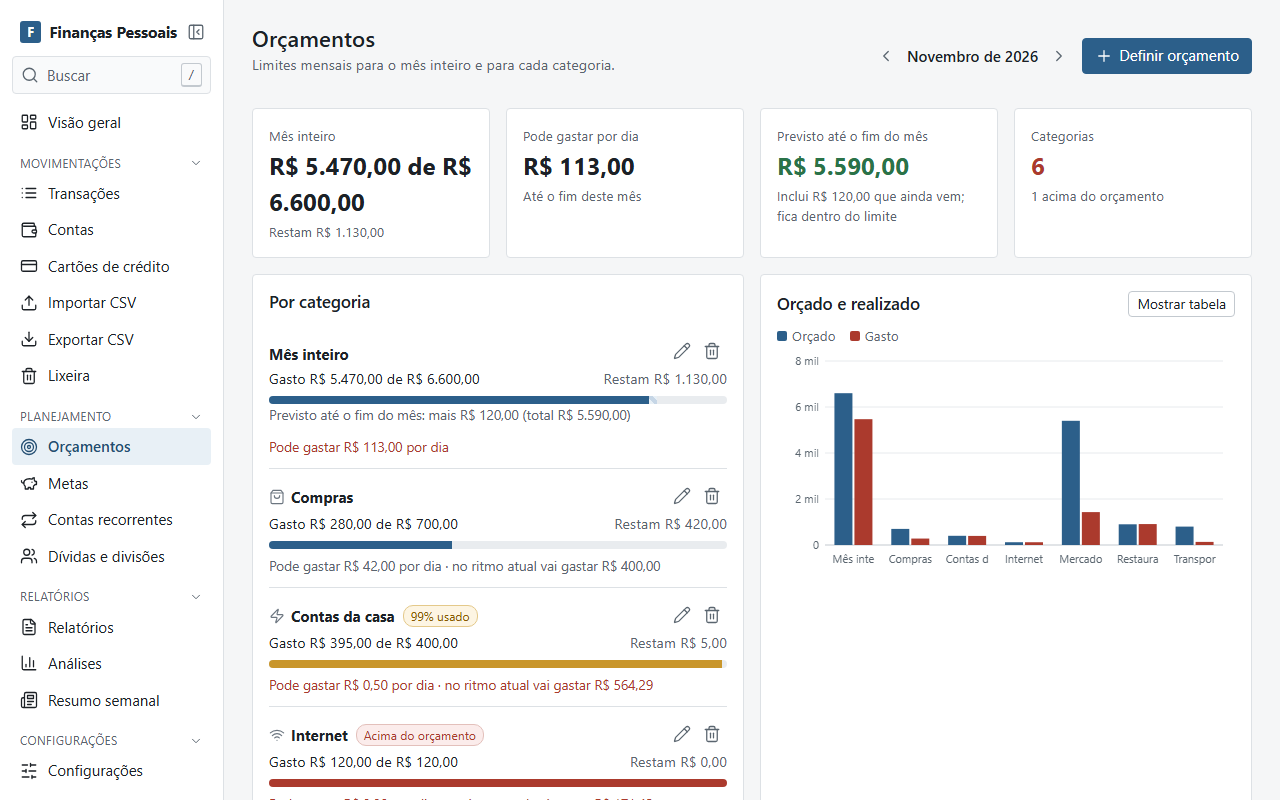 F Finanças Pessoais
Buscar /
Visão geral
MOVIMENTAÇÕES
Transações
Contas
Cartões de crédito
Importar CSV
Exportar CSV
Lixeira
PLANEJAMENTO
Orçamentos
Metas
Contas recorrentes
Dívidas e divisões
RELATÓRIOS
Relatórios
Análises
Resumo semanal
CONFIGURAÇÕES
Configurações
Orçamentos
Limites mensais para o mês inteiro e para cada categoria.
Novembro de 2026
Definir orçamento
Mês inteiro
R$ 5.470,00 de R$
6.600,00
Restam R$ 1.130,00
Pode gastar por dia
R$ 113,00
Até o fim deste mês
Previsto até o fim do mês
R$ 5.590,00
Inclui R$ 120,00 que ainda vem;
fica dentro do limite
Categorias
6
1 acima do orçamento
Por categoria
Mês inteiro
Gasto R$ 5.470,00 de R$ 6.600,00 Restam R$ 1.130,00
Previsto até o fim do mês: mais R$ 120,00 (total R$ 5.590,00)
Pode gastar R$ 113,00 por dia
Compras
Gasto R$ 280,00 de R$ 700,00 Restam R$ 420,00
Pode gastar R$ 42,00 por dia · no ritmo atual vai gastar R$ 400,00
Contas da casa 99% usado
Gasto R$ 395,00 de R$ 400,00 Restam R$ 5,00
Pode gastar R$ 0,50 por dia · no ritmo atual vai gastar R$ 564,29
Internet Acima do orçamento
Gasto R$ 120,00 de R$ 120,00 Restam R$ 0,00
Orçado e realizado
Mostrar tabela
Orçado Gasto
8 mil
6 mil
4 mil
2 mil
0
Mês inte Compras Contas d Internet Mercado Restaura Transpor